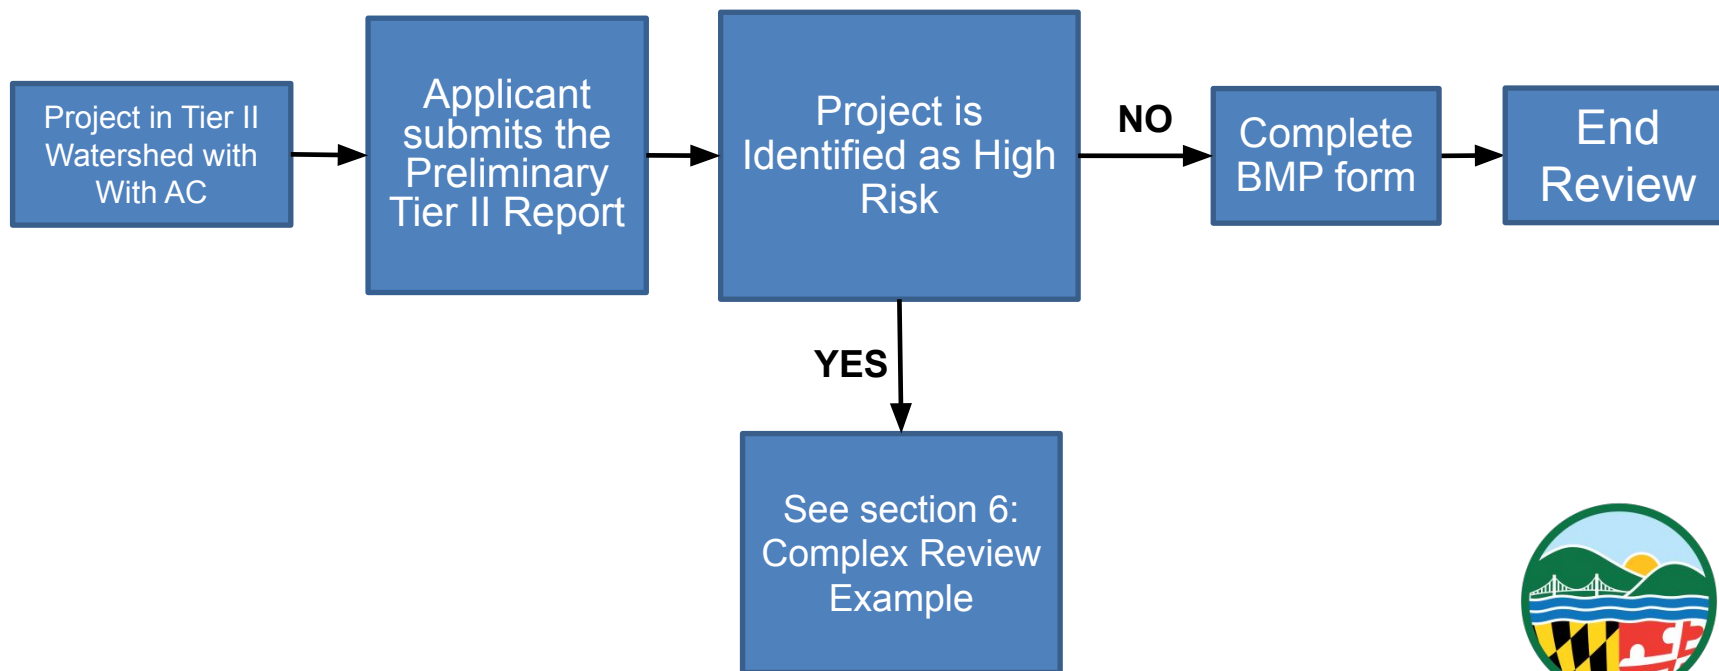 Project in Tier II
Watershed with
With AC
Applicant
submits the
Preliminary
Tier II Report
Project is
Identified as High
Risk
NO
Complete
BMP form
End
Review
YES
See section 6:
Complex Review
Example